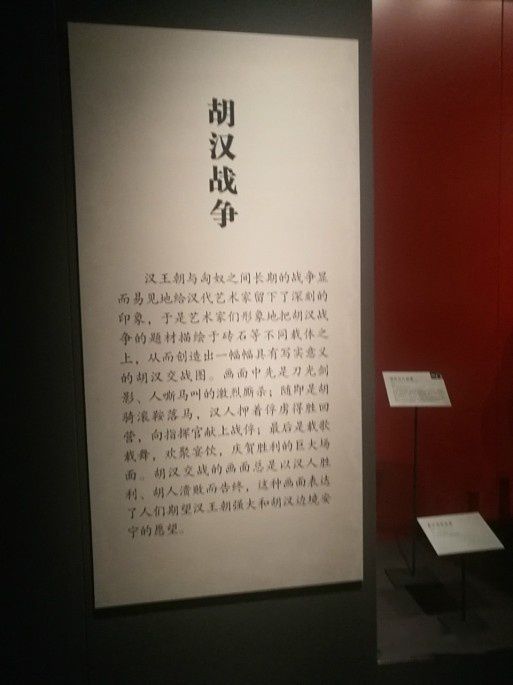 胡汉战争
汉王朝与匈奴之间长期的战争显
而易见地给汉代艺术家留下了深刻的
印象，于是艺术家们形象地把胡汉战
争的题材描绘于砖石等不同载体之
上，从而创造出一幅幅具有写实意义
的胡汉交战图。画面中先是刀光剑
影、人嘶马叫的激烈厮杀；随即是胡
骑滚鞍落马，汉人押着俘虏得胜回
营，向指挥官献上战俘；最后是载歌
载舞，欢聚宴饮，庆贺胜利的巨大场
面。胡汉交战的画面总是以汉人胜
利、胡人溃败而告终，这种画面表达
了人们期望汉王朝强大和胡汉边境安
宁的愿望。